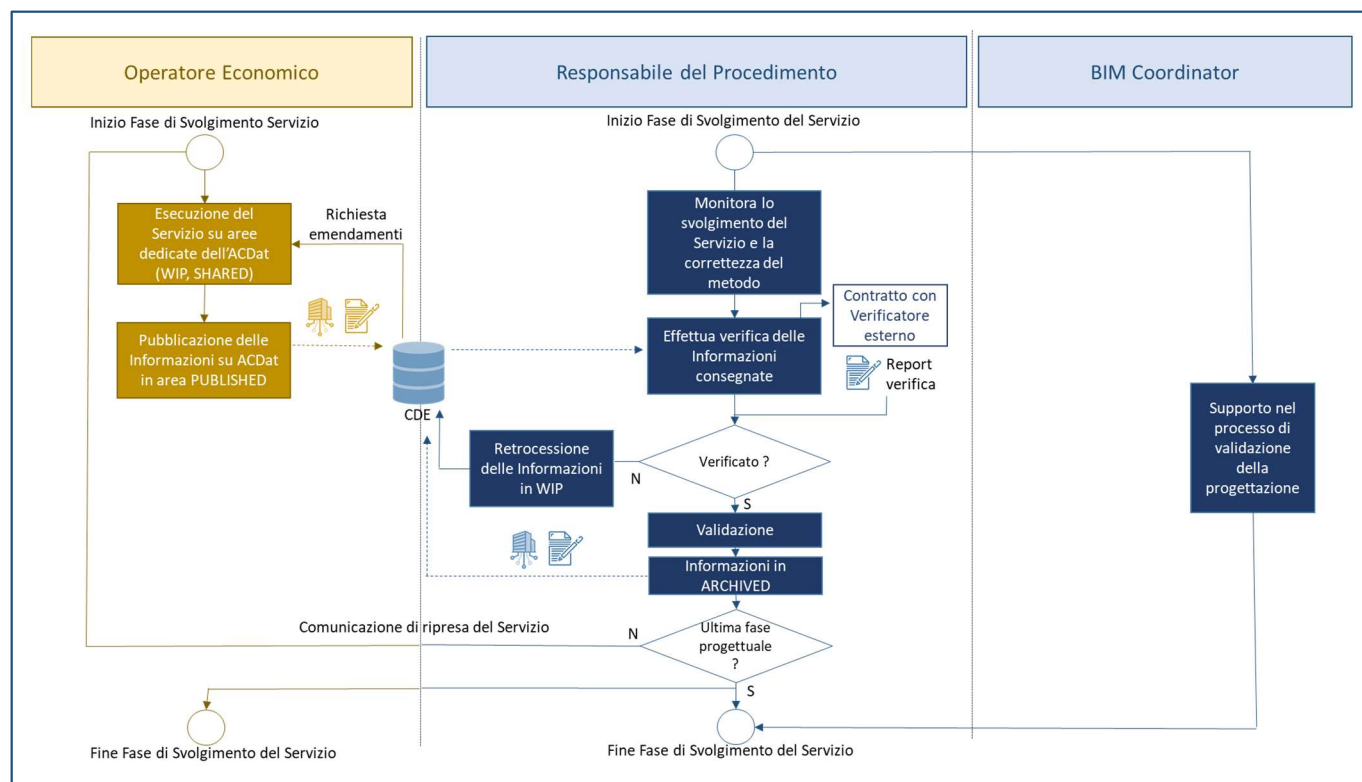 Operatore Economico
Responsabile del Procedimento
BIM Coordinator
Inizio Fase di Svolgimento Servizio
Inizio Fase di Svolgimento del Servizio
Esecuzione del
Servizio su aree
dedicate dell'ACDat
(WIP, SHARED)
Richiesta
emendamenti
Monitora lo
svolgimento del
Servizio e la
correttezza del
metodo
Contratto con
Verificatore
esterno
Pubblicazione delle
Informazioni su ACDat
in area PUBLISHED
Effettua verifica delle
Informazioni
consegnate
Report
verifica
CDE
Supporto nel
processo di
validazione
della
progettazione
Retrocessione
delle Informazioni
in WIP
N
Verificato ?
S
Validazione
Informazioni in
ARCHIVED
Comunicazione di ripresa del Servizio
N
Ultima fase
progettuale
?
S
Fine Fase di Svolgimento del Servizio
Fine Fase di Svolgimento del Servizio